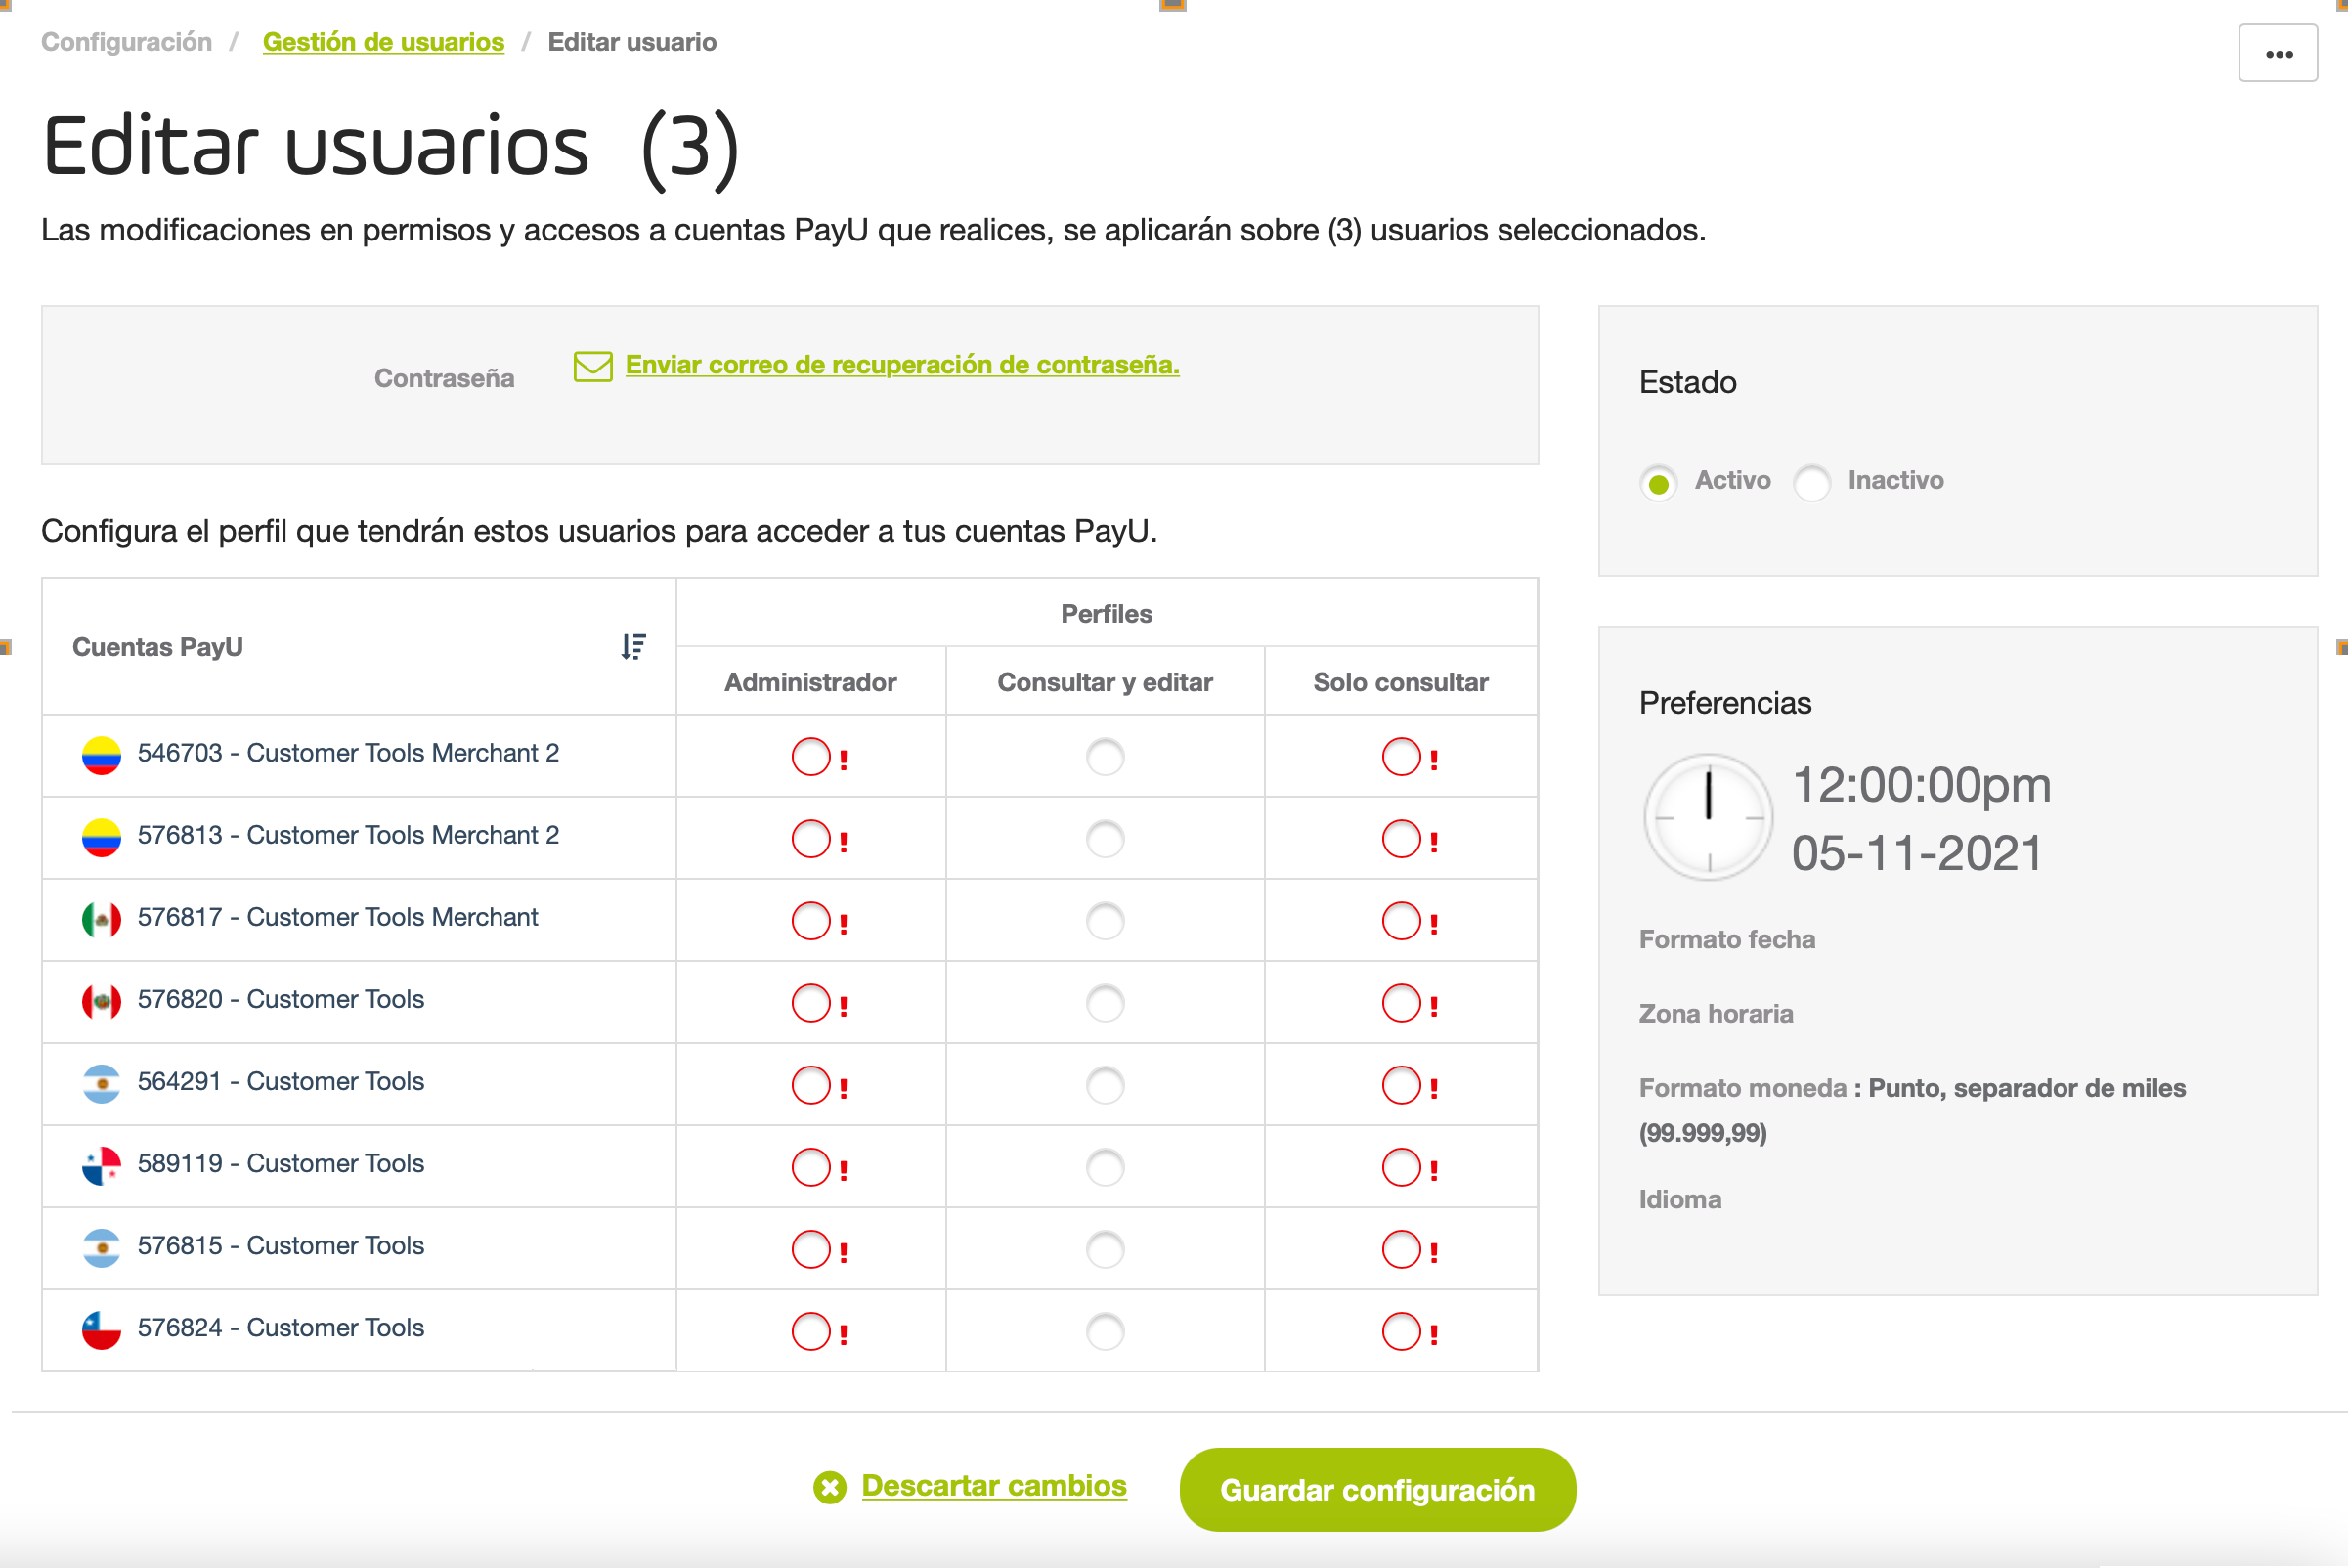 Configuración / Gestión de usuarios / Editar usuario
•••
Editar usuarios (3)
Las modificaciones en permisos y accesos a cuentas PayU que realices, se aplicarán sobre (3) usuarios seleccionados.
Contraseña
Enviar correo de recuperación de contraseña.
Estado
Activo
Inactivo
Configura el perfil que tendrán estos usuarios para acceder a tus cuentas PayU.
Cuentas PayU
Perfiles
Administrador
Consultar y editar
Solo consultar
546703 - Customer Tools Merchant 2
! !
576813 - Customer Tools Merchant 2
! !
576817 - Customer Tools Merchant
! !
576820 - Customer Tools
! !
564291 - Customer Tools
! !
589119 - Customer Tools
! !
576815 - Customer Tools
! !
576824 - Customer Tools
! !
Preferencias
12:00:00pm
05-11-2021
Formato fecha
Zona horaria
Formato moneda : Punto, separador de miles
(99.999,99)
Idioma
Descartar cambios
Guardar configuración